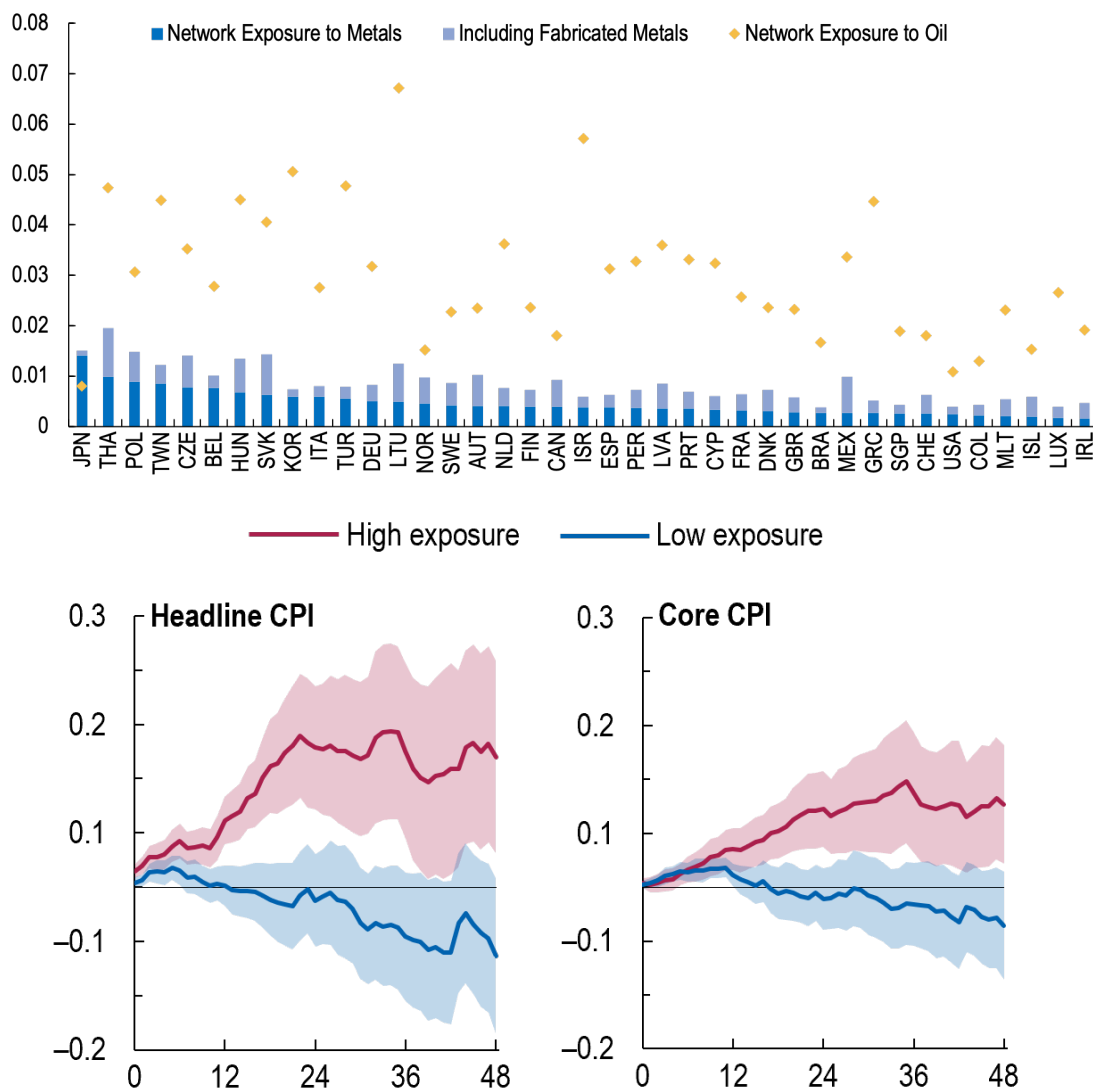 0.08
Network Exposure to Metals Including Fabricated Metals Network Exposure to Oil
0.07
0.06
0.05
0.04
0.03
0.02
0.01
0
JPN THA POL TWN CZE BEL HUN SVK KOR ITA TUR DEU LTU NOR SWE AUT NLD FIN CAN ISR ESP PER LVA PRT CYP FRA DNK GBR BRA MEX GRC SGP CHE USA COL MLT ISL LUX IRL
High exposure Low exposure
Headline CPI
0.3
0.2
0.1
–0.1
–0.2
0 12 24 36 48
Core CPI
0.3
0.2
0.1
–0.1
–0.2
0 12 24 36 48